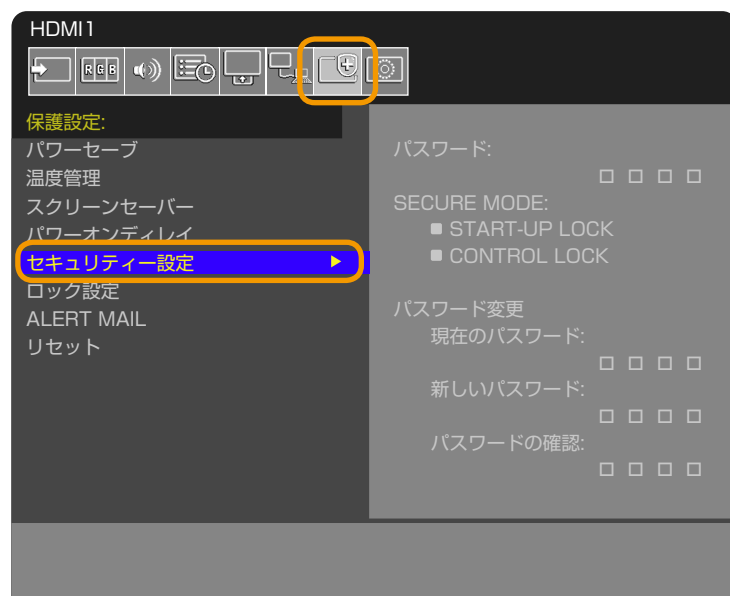 HDMI1
RGB
保護設定:
パワーセーブ
温度管理
スクリーンセーバー
パワーオンディレイ
セキュリティー設定
ロック設定
ALERT MAIL
リセット
パスワード:
SECURE MODE:
START-UP LOCK
CONTROL LOCK
パスワード変更
現在のパスワード:
新しいパスワード:
パスワードの確認: